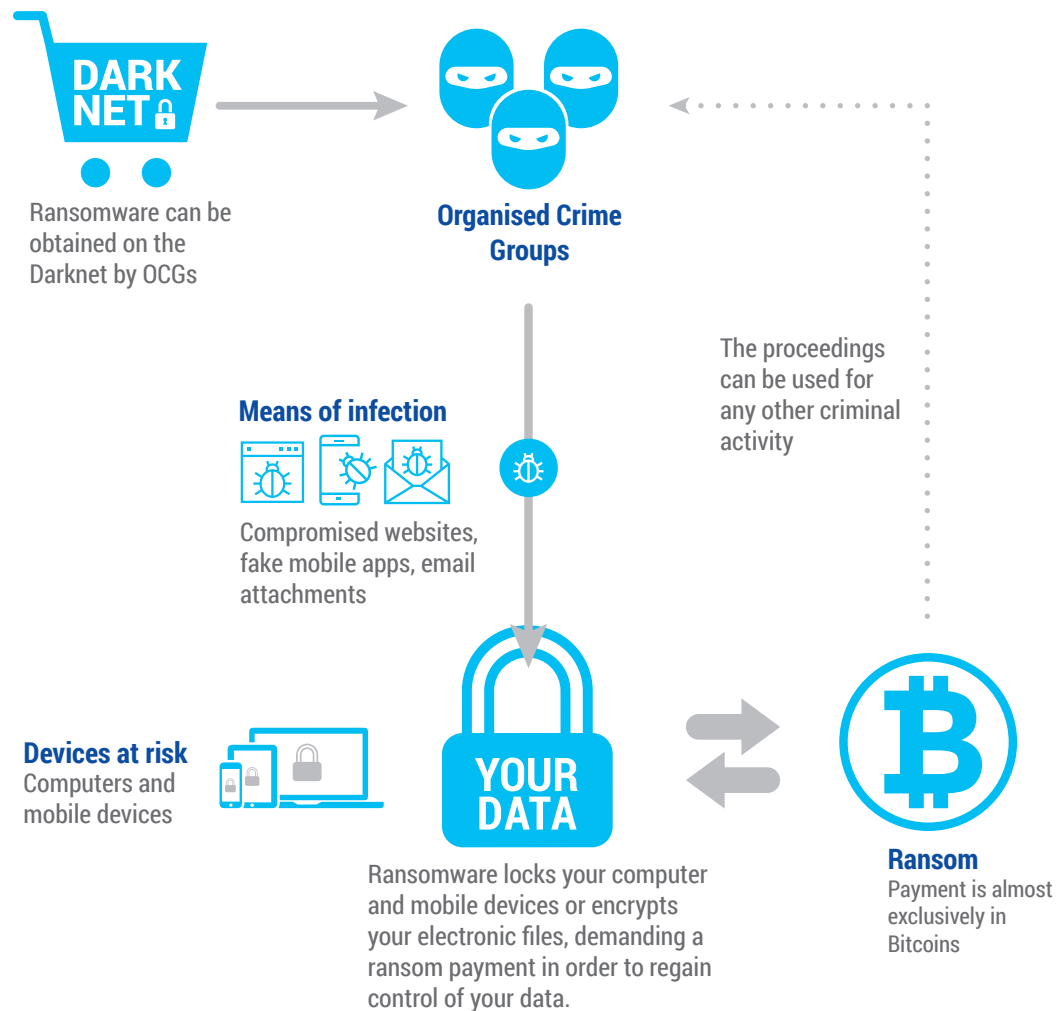 DARK
NET
Ransomware can be
obtained on the
Darknet by OCGs
Organised Crime
Groups
The proceedings
can be used for
any other criminal
activity
Means of infection
Compromised websites,
fake mobile apps, email
attachments
Devices at risk
Computers and
mobile devices
YOUR
DATA
Ransomware locks your computer
and mobile devices or encrypts
your electronic files, demanding a
ransom payment in order to regain
control of your data.
Ransom
Payment is almost
exclusively in
Bitcoins